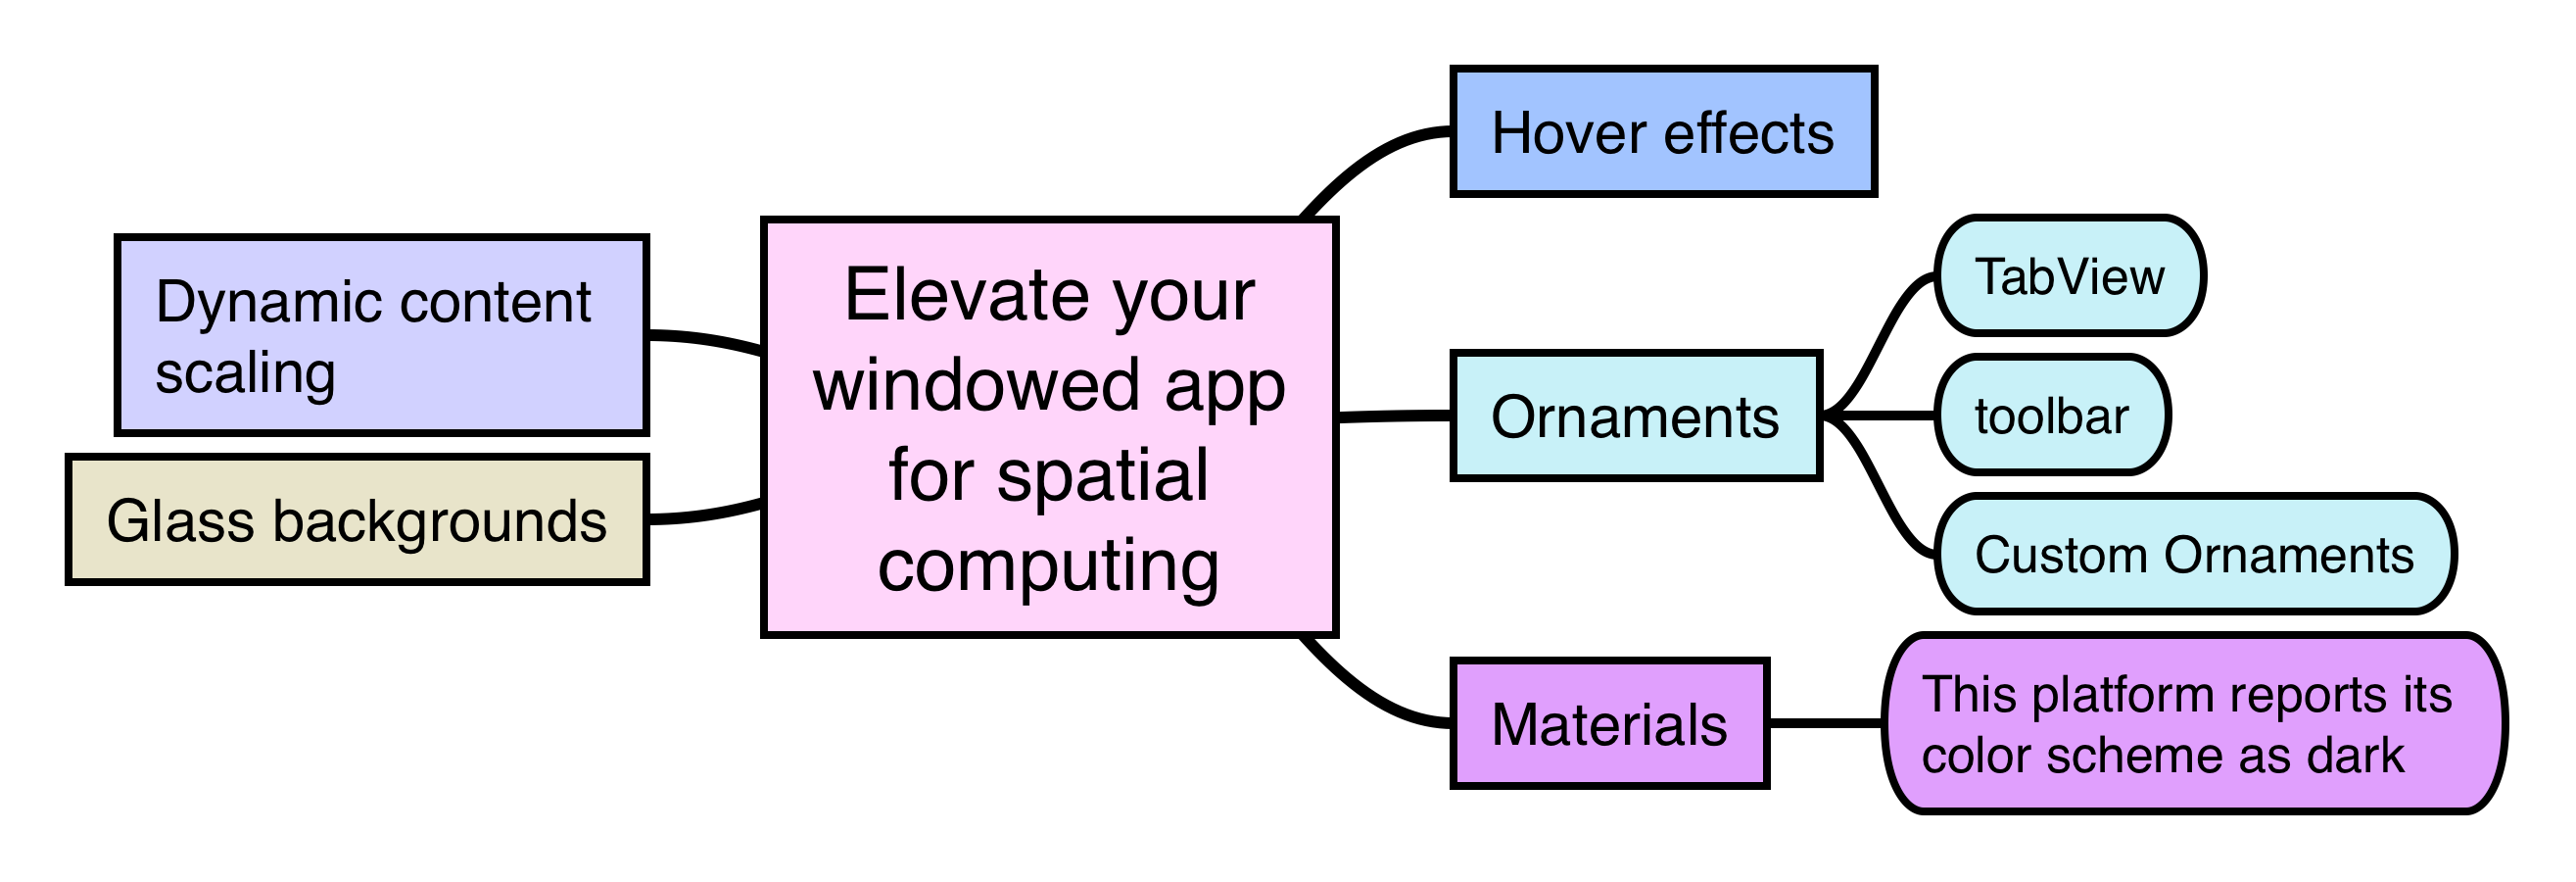 Elevate your
windowed app
for spatial
computing
Hover effects
Ornaments
TabView
toolbar
Custom Ornaments
Materials
This platform reports its
color scheme as dark
Dynamic content
scaling
Glass backgrounds